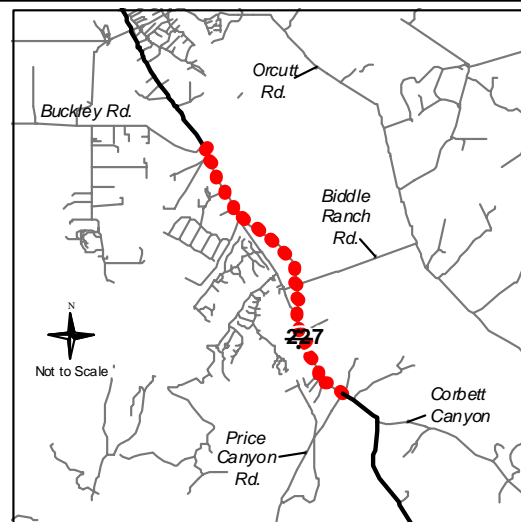 Orcutt
Rd.
Buckley Rd.
Biddle
Ranch
Rd.
N
227
Not to Scale
Corbett
Canyon
Price
Canyon
Rd.